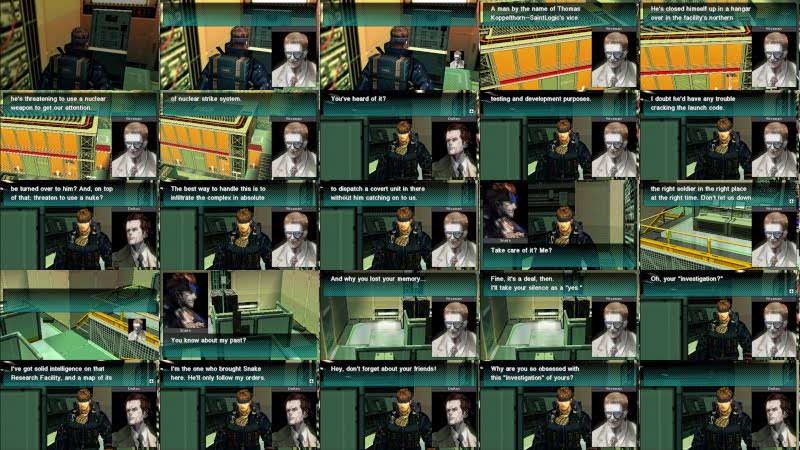 A man by the name of Thomas
Koppelthorn—SaintLogic's vice
He's closed himself up in a hangar
over in the facility's northern
he's threatening to use a nuclear
weapon to get our attention.
of nuclear strike system.
You've heard of it?
testing and development purposes.
I doubt he'd have any trouble
cracking the launch code.
be turned over to him? And, on top
of that: threaten to use a nuke?
The best way to handle this is to
infiltrate the complex in absolute
to dispatch a covert unit in there
without him catching on to us.
Take care of it? Me?
the right soldier in the right place
at the right time. Don't let us down
You know about my past?
And why you lost your memory...
Fine, it's a deal, then.
I'll take your silence as a "yes."
Oh, your "investigation?"
I've got solid intelligence on that
Research Facility, and a map of its
I'm the one who brought Snake
here. He'll only follow my orders.
Hey, don't forget about your friends!
Why are you so obsessed with
this "investigation" of yours?